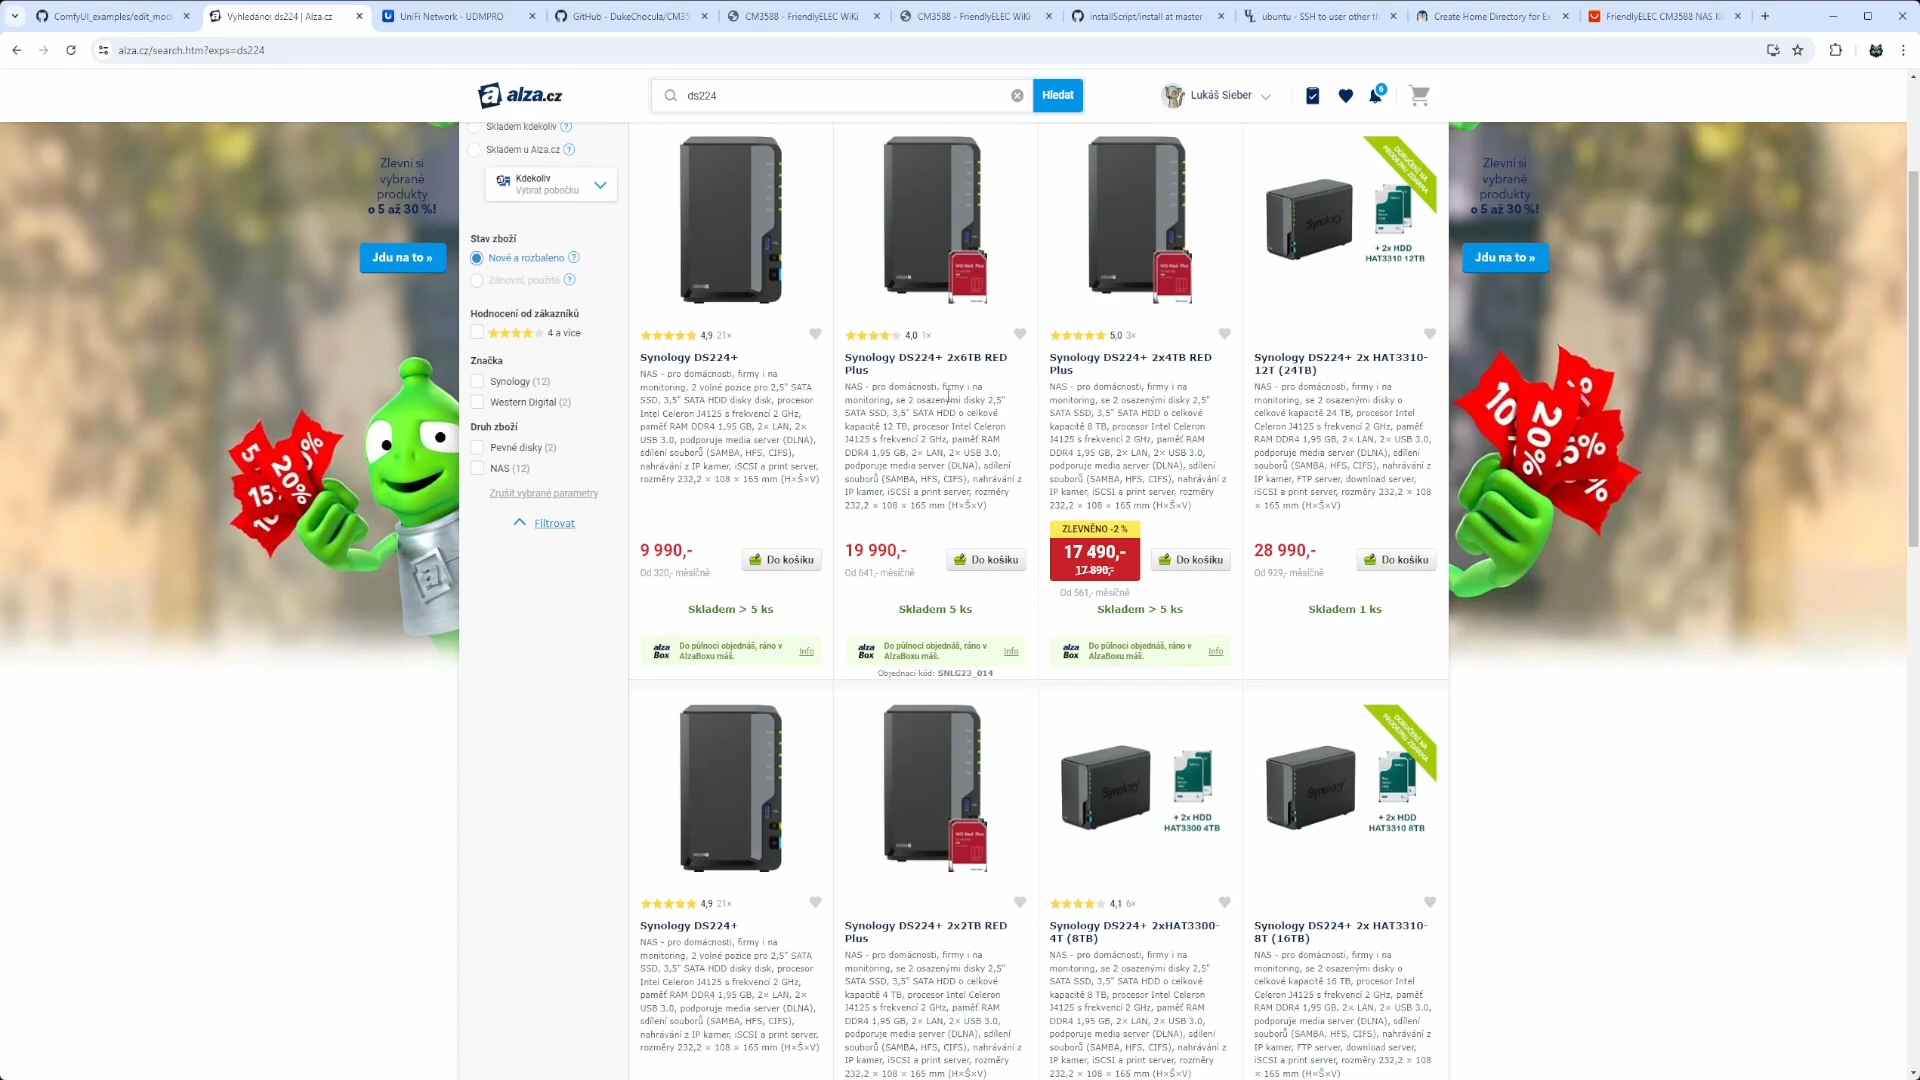 ComfyUI_examples/edit_mode
Vyhledáno: ds224 | Alza.cz
UniFi Network - UDMPRO
GitHub - DukeChocula/CM35
CM3588 - FriendlyELEC WiKi
CM3588 - FriendlyELEC WiKi
installScript/install at master
ubuntu - SSH to user other th
Create Home Directory for Ex
FriendlyELEC CM3588 NAS Ki
alza.cz/search.htm?exps=ds224
alza.cz
ds224
Hledat
Lukáš Sieber
6
Zlevni si
vybrané
produkty
o 5 až 30 %!
Jdu na to »
Zlevni si
vybrané
produkty
o 5 až 30 %!
Jdu na to »
Skladem kdekoliv
Skladem u Alza.cz
Kdekoliv
Vybrat pobočku
Stav zboží
Nové a rozbaleno
Zánovní, použité
Hodnocení od zákazníků
4 a více
Značka
Synology (12)
Western Digital (2)
Druh zboží
Pevné disky (2)
NAS (12)
Zrušit vybrané parametry
Filtrovat
4,9 21×
Synology DS224+
NAS - pro domácnosti, firmy i na
monitoring, 2 volné pozice pro 2,5" SATA
SSD, 3,5" SATA HDD disky disk, procesor
Intel Celeron J4125 s frekvencí 2 GHz,
paměť RAM DDR4 1,95 GB, 2× LAN, 2×
USB 3.0, podporuje media server (DLNA),
sdílení souborů (SAMBA, HFS, CIFS),
nahrávání z IP kamer, iSCSI a print server,
rozměry 232,2 × 108 × 165 mm (H×Š×V)
9 990,-
Od 320,- měsíčně
Do košíku
Skladem > 5 ks
alza Box
Do půlnoci objednáš, ráno v
AlzaBoxu máš.
Info
4,0 1×
Synology DS224+ 2x6TB RED
Plus
NAS - pro domácnosti, firmy i na
monitoring, se 2 osazenými disky 2,5"
SATA SSD, 3,5" SATA HDD o celkové
kapacitě 12 TB, procesor Intel Celeron
J4125 s frekvencí 2 GHz, paměť RAM
DDR4 1,95 GB, 2× LAN, 2× USB 3.0,
podporuje media server (DLNA), sdílení
souborů (SAMBA, HFS, CIFS), nahrávání z
IP kamer, iSCSI a print server, rozměry
232,2 × 108 × 165 mm (H×Š×V)
19 990,-
Od 641,- měsíčně
Do košíku
Skladem 5 ks
alza Box
Do půlnoci objednáš, ráno v
AlzaBoxu máš.
Info
Objednací kód: SNLG23_014
5,0 3×
Synology DS224+ 2x4TB RED
Plus
NAS - pro domácnosti, firmy i na
monitoring, se 2 osazenými disky 2,5"
SATA SSD, 3,5" SATA HDD o celkové
kapacitě 8 TB, procesor Intel Celeron
J4125 s frekvencí 2 GHz, paměť RAM
DDR4 1,95 GB, 2× LAN, 2× USB 3.0,
podporuje media server (DLNA), sdílení
souborů (SAMBA, HFS, CIFS), nahrávání z
IP kamer, iSCSI a print server, rozměry
232,2 × 108 × 165 mm (H×Š×V)
ZLEVNĚNO -2 %
17 490,-
17 890,-
Od 561,- měsíčně
Do košíku
Skladem > 5 ks
alza Box
Do půlnoci objednáš, ráno v
AlzaBoxu máš.
Info
DORUČENÍ NA
PRODEJNU ZDARMA
Synology
+ 2x HDD
HAT3310 12TB
Synology DS224+ 2x HAT3310-
12T (24TB)
NAS - pro domácnosti, firmy i na
monitoring, se 2 osazenými disky o
celkové kapacitě 24 TB, procesor Intel
Celeron J4125 s frekvencí 2 GHz, paměť
RAM DDR4 1,95 GB, 2× LAN, 2× USB 3.0,
podporuje media server (DLNA), sdílení
souborů (SAMBA, HFS, CIFS), nahrávání z
IP kamer, FTP server, download server,
iSCSI a print server, rozměry 232,2 × 108
× 165 mm (H×Š×V)
28 990,-
Od 929,- měsíčně
Do košíku
Skladem 1 ks
4,9 21×
Synology DS224+
NAS - pro domácnosti, firmy i na
monitoring, 2 volné pozice pro 2,5" SATA
SSD, 3,5" SATA HDD disky disk, procesor
Intel Celeron J4125 s frekvencí 2 GHz,
paměť RAM DDR4 1,95 GB, 2× LAN, 2×
USB 3.0, podporuje media server (DLNA),
sdílení souborů (SAMBA, HFS, CIFS),
nahrávání z IP kamer, iSCSI a print server,
rozměry 232,2 × 108 × 165 mm (H×Š×V)
Synology DS224+ 2x2TB RED
Plus
NAS - pro domácnosti, firmy i na
monitoring, se 2 osazenými disky 2,5"
SATA SSD, 3,5" SATA HDD o celkové
kapacitě 4 TB, procesor Intel Celeron
J4125 s frekvencí 2 GHz, paměť RAM
DDR4 1,95 GB, 2× LAN, 2× USB 3.0,
podporuje media server (DLNA), sdílení
souborů (SAMBA, HFS, CIFS), nahrávání z
IP kamer, iSCSI a print server, rozměry
232,2 × 108 × 165 mm (H×Š×V)
Synology
+ 2x HDD
HAT3300 4TB
4,1 6×
Synology DS224+ 2xHAT3300-
4T (8TB)
NAS - pro domácnosti, firmy i na
monitoring, se 2 osazenými disky 2,5"
SATA SSD, 3,5" SATA HDD o celkové
kapacitě 8 TB, procesor Intel Celeron
J4125 s frekvencí 2 GHz, paměť RAM
DDR4 1,95 GB, 2× LAN, 2× USB 3.0,
podporuje media server (DLNA), sdílení
souborů (SAMBA, HFS, CIFS), nahrávání z
IP kamer, iSCSI a print server, rozměry
232,2 × 108 × 165 mm (H×Š×V)
DORUČENÍ NA
PRODEJNU ZDARMA
Synology
+ 2x HDD
HAT3310 8TB
Synology DS224+ 2x HAT3310-
8T (16TB)
NAS - pro domácnosti, firmy i na
monitoring, se 2 osazenými disky o
celkové kapacitě 16 TB, procesor Intel
Celeron J4125 s frekvencí 2 GHz, paměť
RAM DDR4 1,95 GB, 2× LAN, 2× USB 3.0,
podporuje media server (DLNA), sdílení
souborů (SAMBA, HFS, CIFS), nahrávání z
IP kamer, FTP server, download server,
iSCSI a print server, rozměry 232,2 × 108
× 165 mm (H×Š×V)